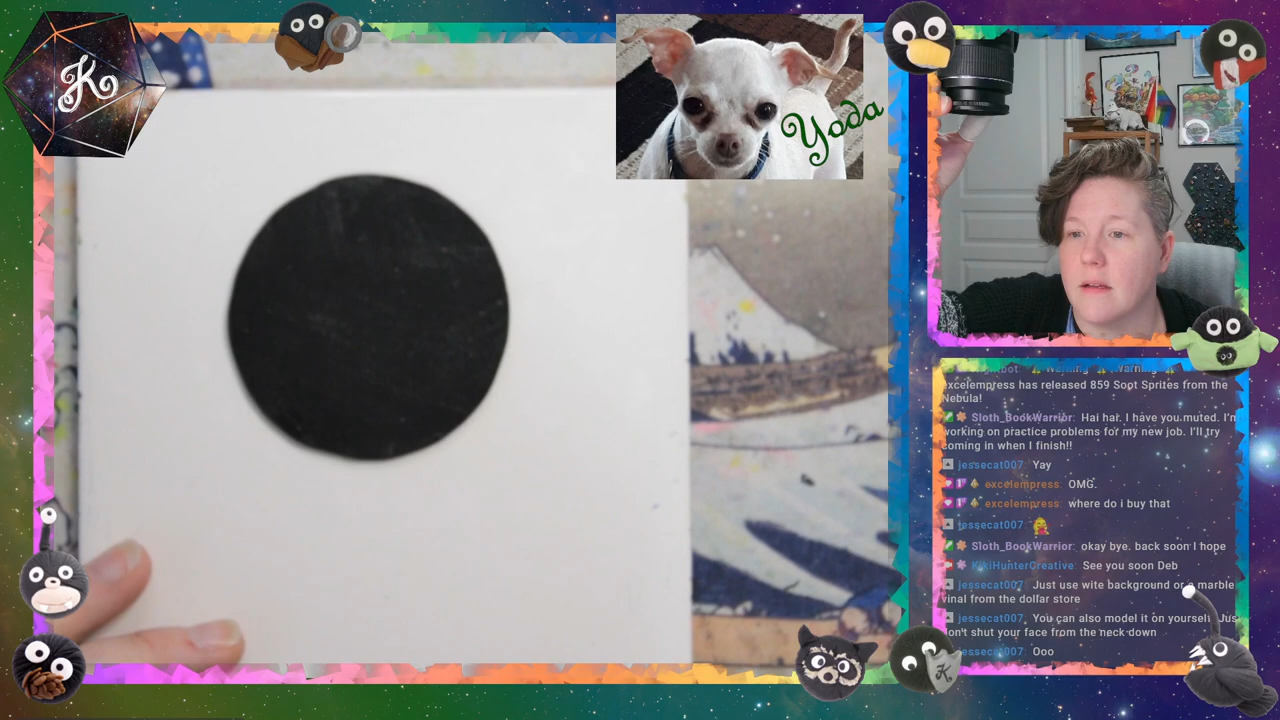 K
Yoda
Warning Warning
excelempress has released 859 Soot Sprites from the
Nebula!
Sloth_BookWarrior: Hai har. I have you muted. I'm
working on practice problems for my new job. I'll try
coming in when I finish!!
jessecat007: Yay
excelempress: OMG.
excelempress: where do i buy that
jessecat007:
Sloth_BookWarrior: okay bye. back soon I hope
KikiHunterCreative: See you soon Deb
jessecat007: Just use wite background or a marble
vinal from the dollar store
jessecat007: You can also model it on yourself. Jus
don't shut your face from the neck down
jessecat007: Ooo
K